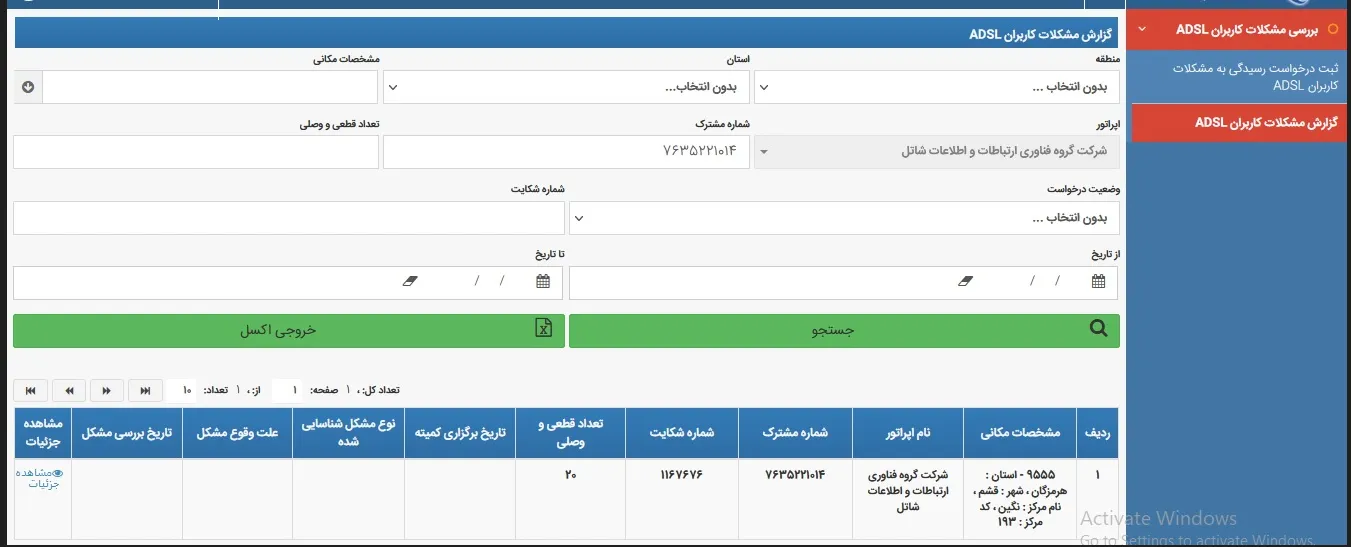 بررسی مشکلات کاربران ADSL
ثبت درخواست رسیدگی به مشکلات
کاربران ADSL
گزارش مشکلات کاربران ADSL
گزارش مشکلات کاربران ADSL
منطقه
استان
مشخصات مکانی
بدون انتخاب ...
بدون انتخاب...
اپراتور
شماره مشترک
تعداد قطعی و وصلی
شرکت گروه فناوری ارتباطات و اطلاعات شاتل
۷۶۳۵۲۲۱۰۱۴
وضعیت درخواست
شماره شکایت
بدون انتخاب ...
از تاریخ
تا تاریخ
/ /
/ /
جستجو
خروجی اکسل
تعداد کل: ، ۱ صفحه: ۱ از: ، ۱ تعداد: ۱۰
ردیف
مشخصات مکانی
نام اپراتور
شماره مشترک
شماره شکایت
تعداد قطعی و
وصلی
تاریخ برگزاری کمیته
نوع مشکل شناسایی
شده
علت وقوع مشکل
تاریخ بررسی مشکل
مشاهده
جزئیات
۱
۹۵۵۵ - استان :
هرمزگان ، شهر : قشم ،
نام مرکز : نگین ، کد
مرکز : ۱۹۳
شرکت گروه فناوری
ارتباطات و اطلاعات
شاتل
۷۶۳۵۲۲۱۰۱۴
۱۱۶۷۶۷۶
۲۰
مشاهده
جزئیات
Activate Windows
Go to Settings to activate Windows.